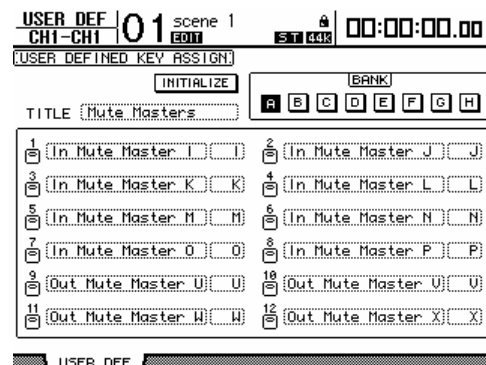 USER DEF 01 scene 1
CH1-CH1 EDIT ST 44K 00:00:00.00
USER DEFINED KEY ASSIGN
INITIALIZE BANK
TITLE Mute Masters A B C D E F G H
1 In Mute Master I I 2 In Mute Master J J
3 In Mute Master K K 4 In Mute Master L L
5 In Mute Master M M 6 In Mute Master N N
7 In Mute Master O O 8 In Mute Master P P
9 Out Mute Master U U 10 Out Mute Master V V
11 Out Mute Master W W 12 Out Mute Master X X
USER DEF